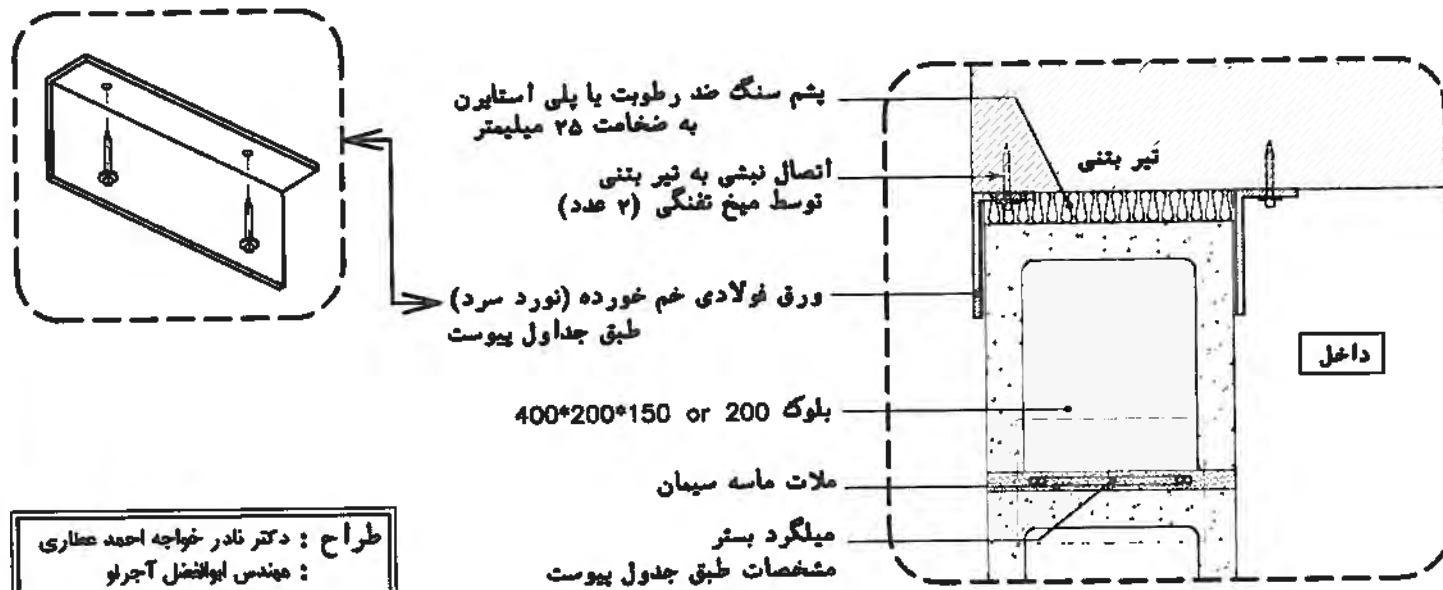 پشم سنگ ضد رطوبت یا پلی استایرن
به ضخامت ۲۵ میلیمتر
تیر بتنی
اتصال نبشی به تیر بتنی
توسط میخ تفنگی (۲ عدد)
ورق فولادی خم خورده (نورد سرد)
طبق جداول پیوست
داخل
بلوک 400*200*150 or 200
ملات ماسه سیمان
میلگرد بستر
مشخصات طبق جدول پیوست
طراح : دکتر نادر خواجه احمد عطاری
: مهندس ابوالفضل آجرلو